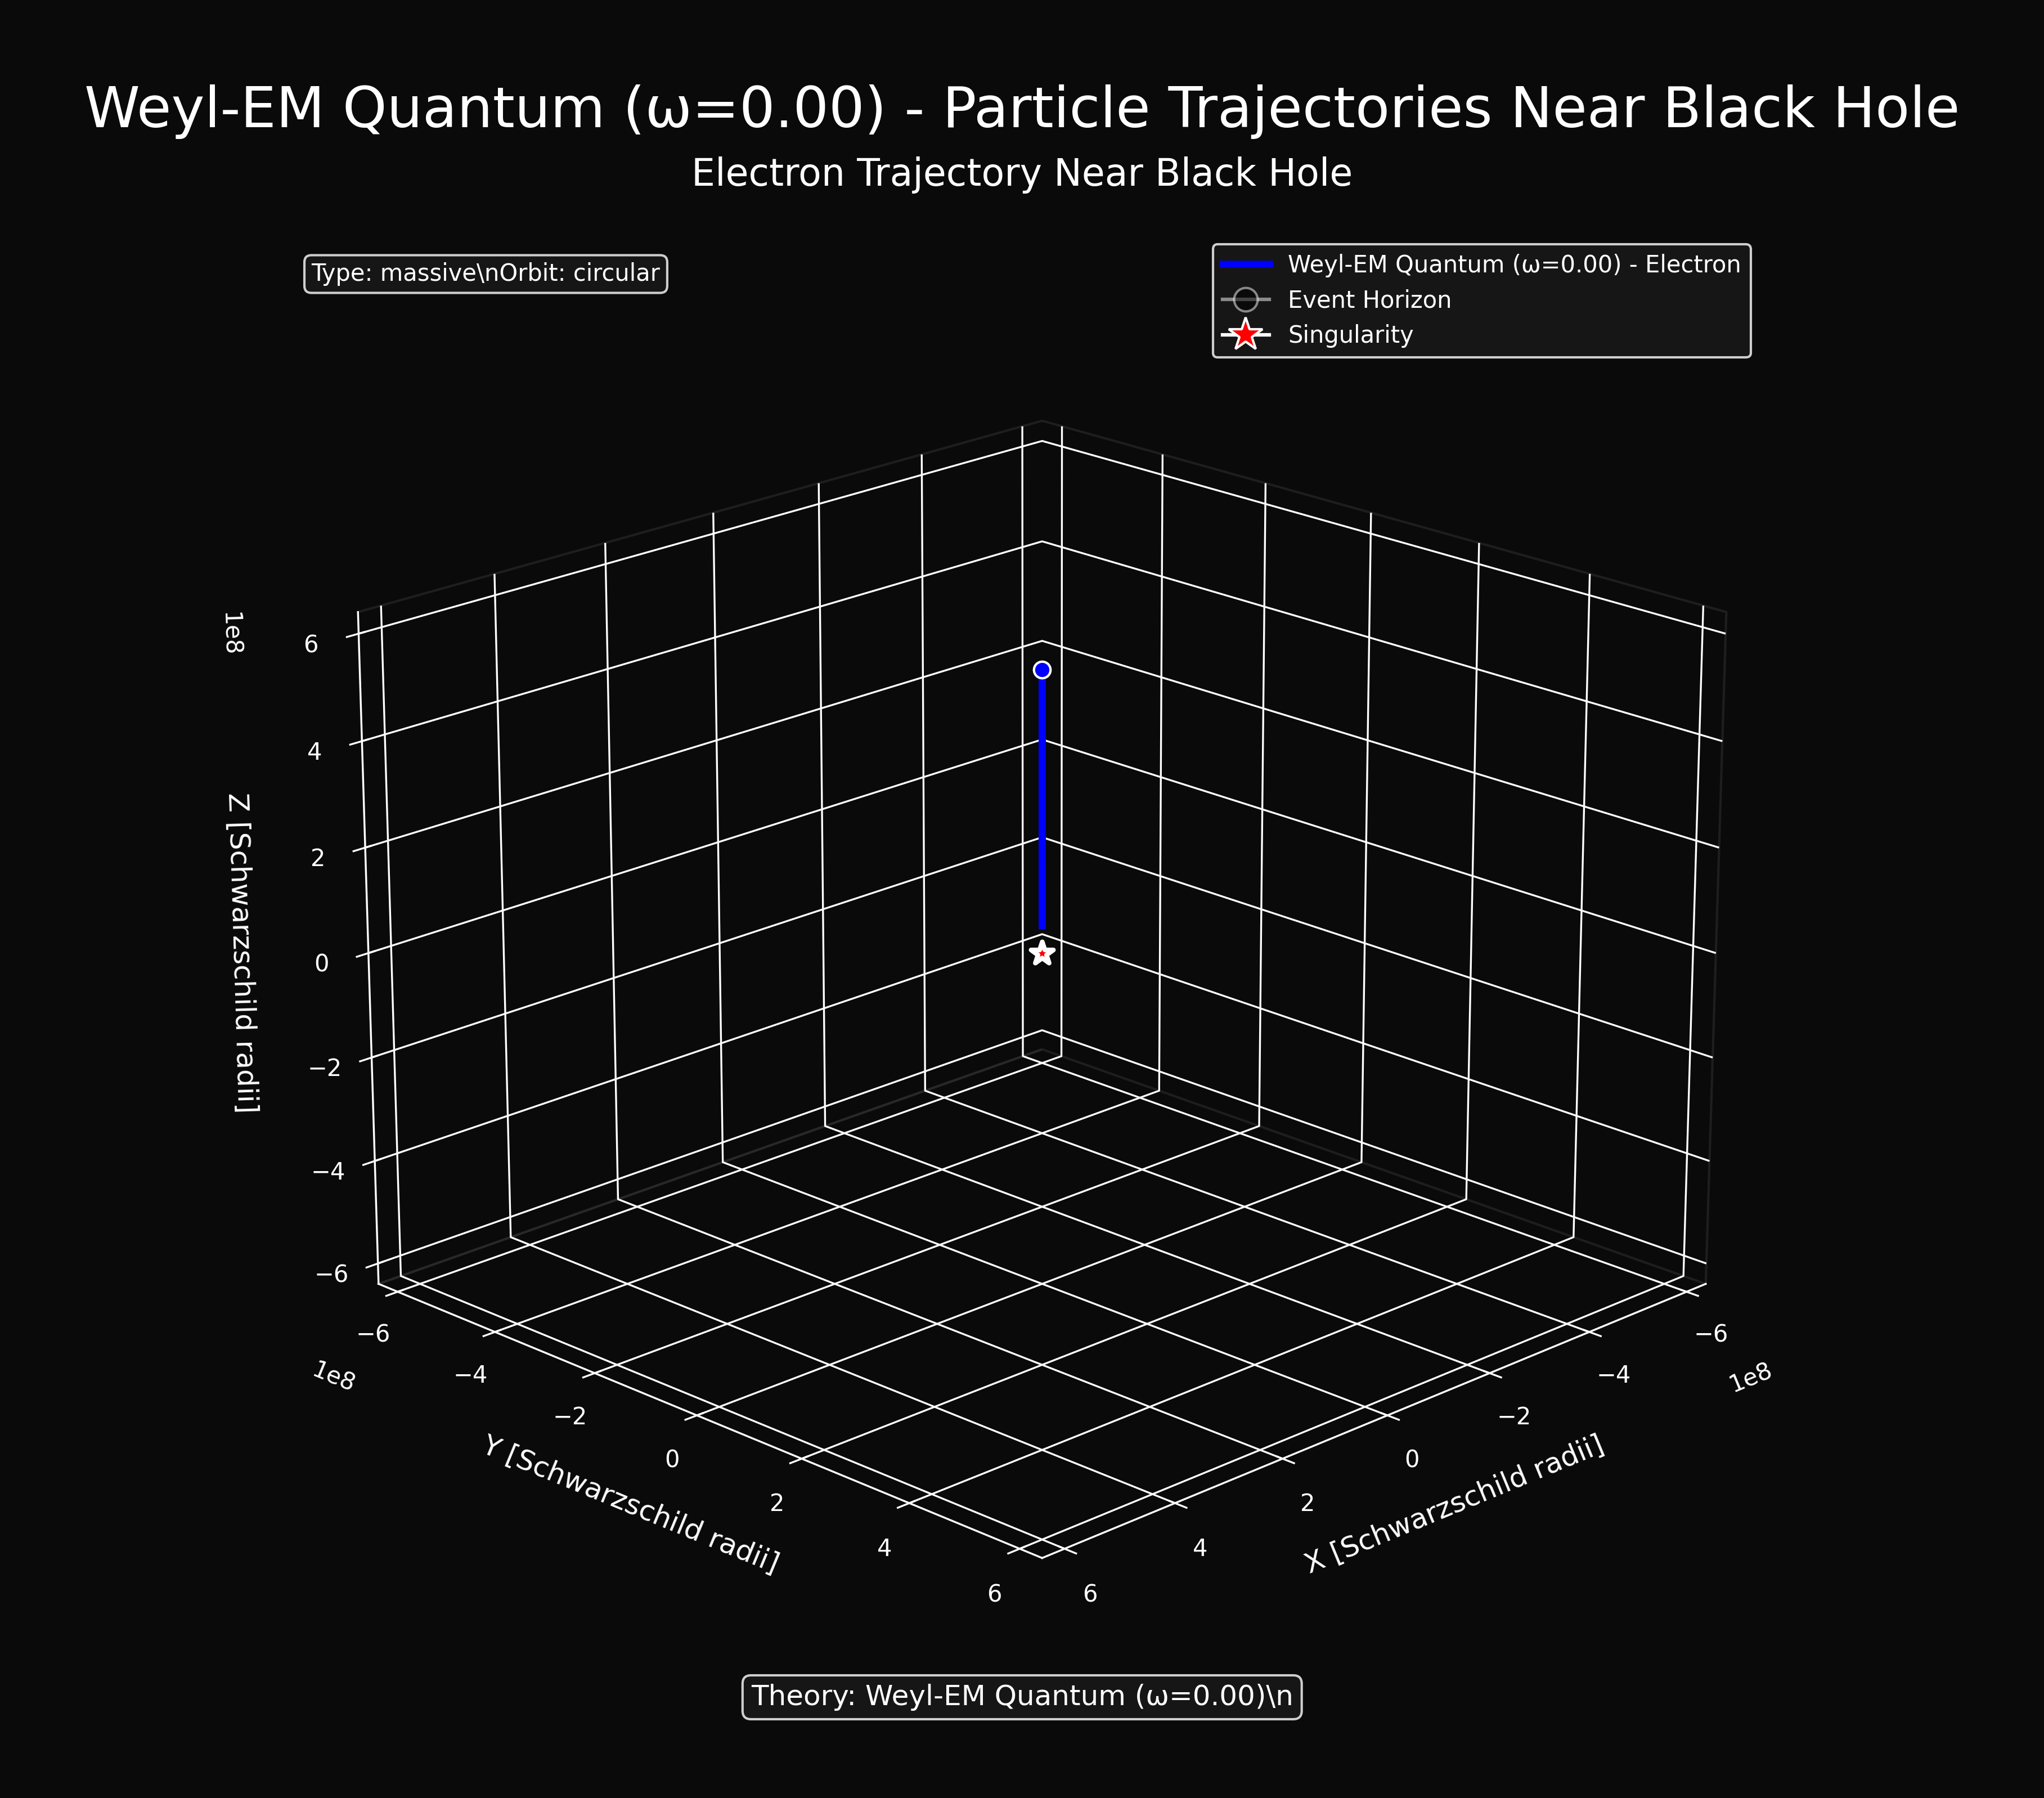 Weyl-EM Quantum (ω=0.00) - Particle Trajectories Near Black Hole
Electron Trajectory Near Black Hole
Type: massive\nOrbit: circular
Weyl-EM Quantum (ω=0.00) - Electron
Event Horizon
Singularity
1e8
6
4
2
0
−2
−4
−6
Z [Schwarzschild radii]
−6
−4
−2
0
2
4
6
1e8
Y [Schwarzschild radii]
6
4
2
0
−2
−4
−6
1e8
X [Schwarzschild radii]
Theory: Weyl-EM Quantum (ω=0.00)\n